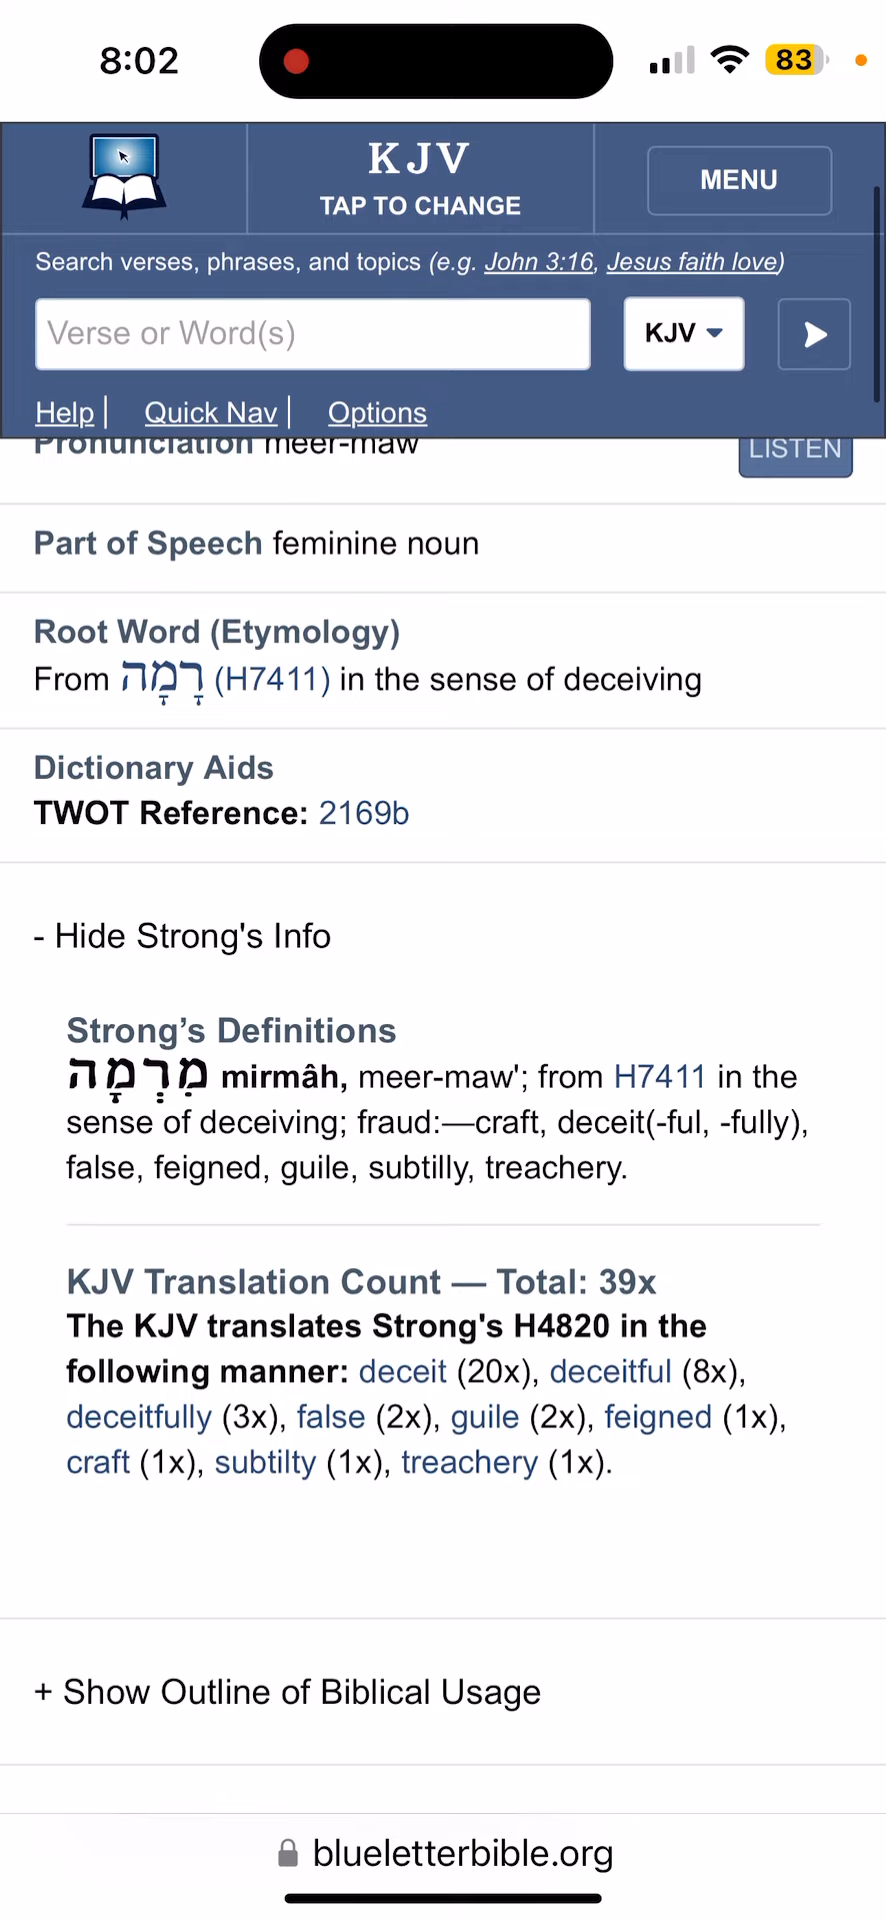 8:02
83
KJV
TAP TO CHANGE
MENU
Search verses, phrases, and topics (e.g. John 3:16, Jesus faith love)
Verse or Word(s)
KJV
Help| Quick Nav| Options
Pronunciation meer-maw
LISTEN
Part of Speech feminine noun
Root Word (Etymology)
From רָמָה (H7411) in the sense of deceiving
Dictionary Aids
TWOT Reference: 2169b
- Hide Strong's Info
Strong’s Definitions
מִרְמָה mirmâh, meer-maw'; from H7411 in the
sense of deceiving; fraud:—craft, deceit(-ful, -fully),
false, feigned, guile, subtilly, treachery.
KJV Translation Count — Total: 39x
The KJV translates Strong's H4820 in the
following manner: deceit (20x), deceitful (8x),
deceitfully (3x), false (2x), guile (2x), feigned (1x),
craft (1x), subtilty (1x), treachery (1x).
+ Show Outline of Biblical Usage
blueletterbible.org